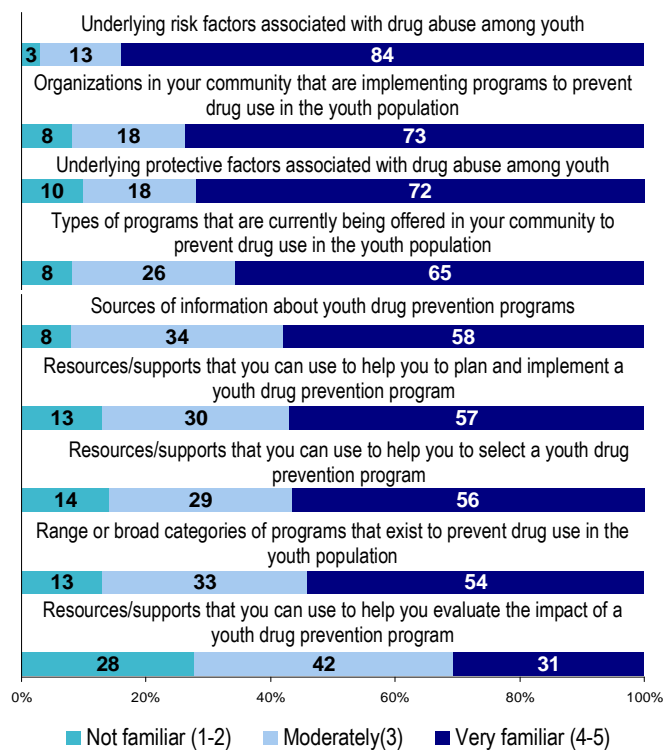 Underlying risk factors associated with drug abuse among youth
3 13 84
Organizations in your community that are implementing programs to prevent
drug use in the youth population
8 18 73
Underlying protective factors associated with drug abuse among youth
10 18 72
Types of programs that are currently being offered in your community to
prevent drug use in the youth population
8 26 65
Sources of information about youth drug prevention programs
8 34 58
Resources/supports that you can use to help you to plan and implement a
youth drug prevention program
13 30 57
Resources/supports that you can use to help you to select a youth drug
prevention program
14 29 56
Range or broad categories of programs that exist to prevent drug use in the
youth population
13 33 54
Resources/supports that you can use to help you evaluate the impact of a
youth drug prevention program
28 42 31
0% 20% 40% 60% 80% 100%
Not familiar (1-2) Moderately(3) Very familiar (4-5)